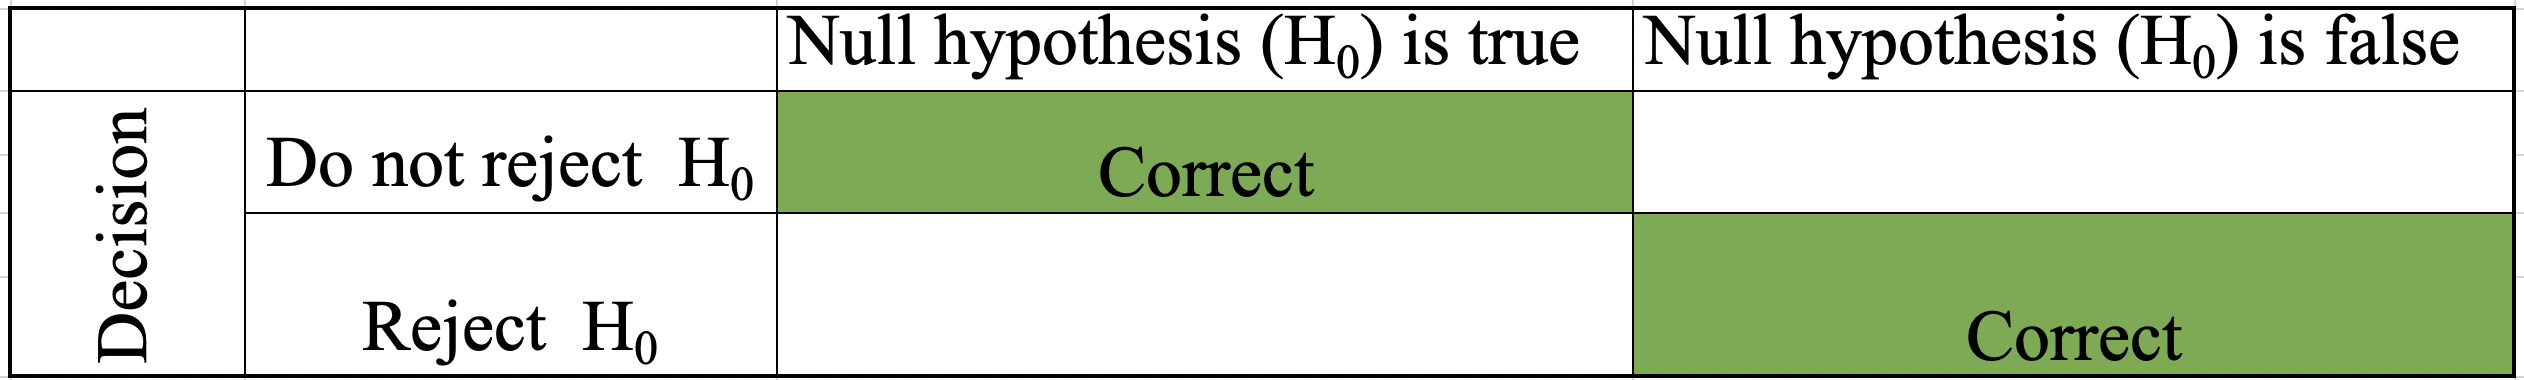 Null hypothesis (H₀) is true
Null hypothesis (H₀) is false
Decision
Do not reject H₀
Correct
Reject H₀
Correct